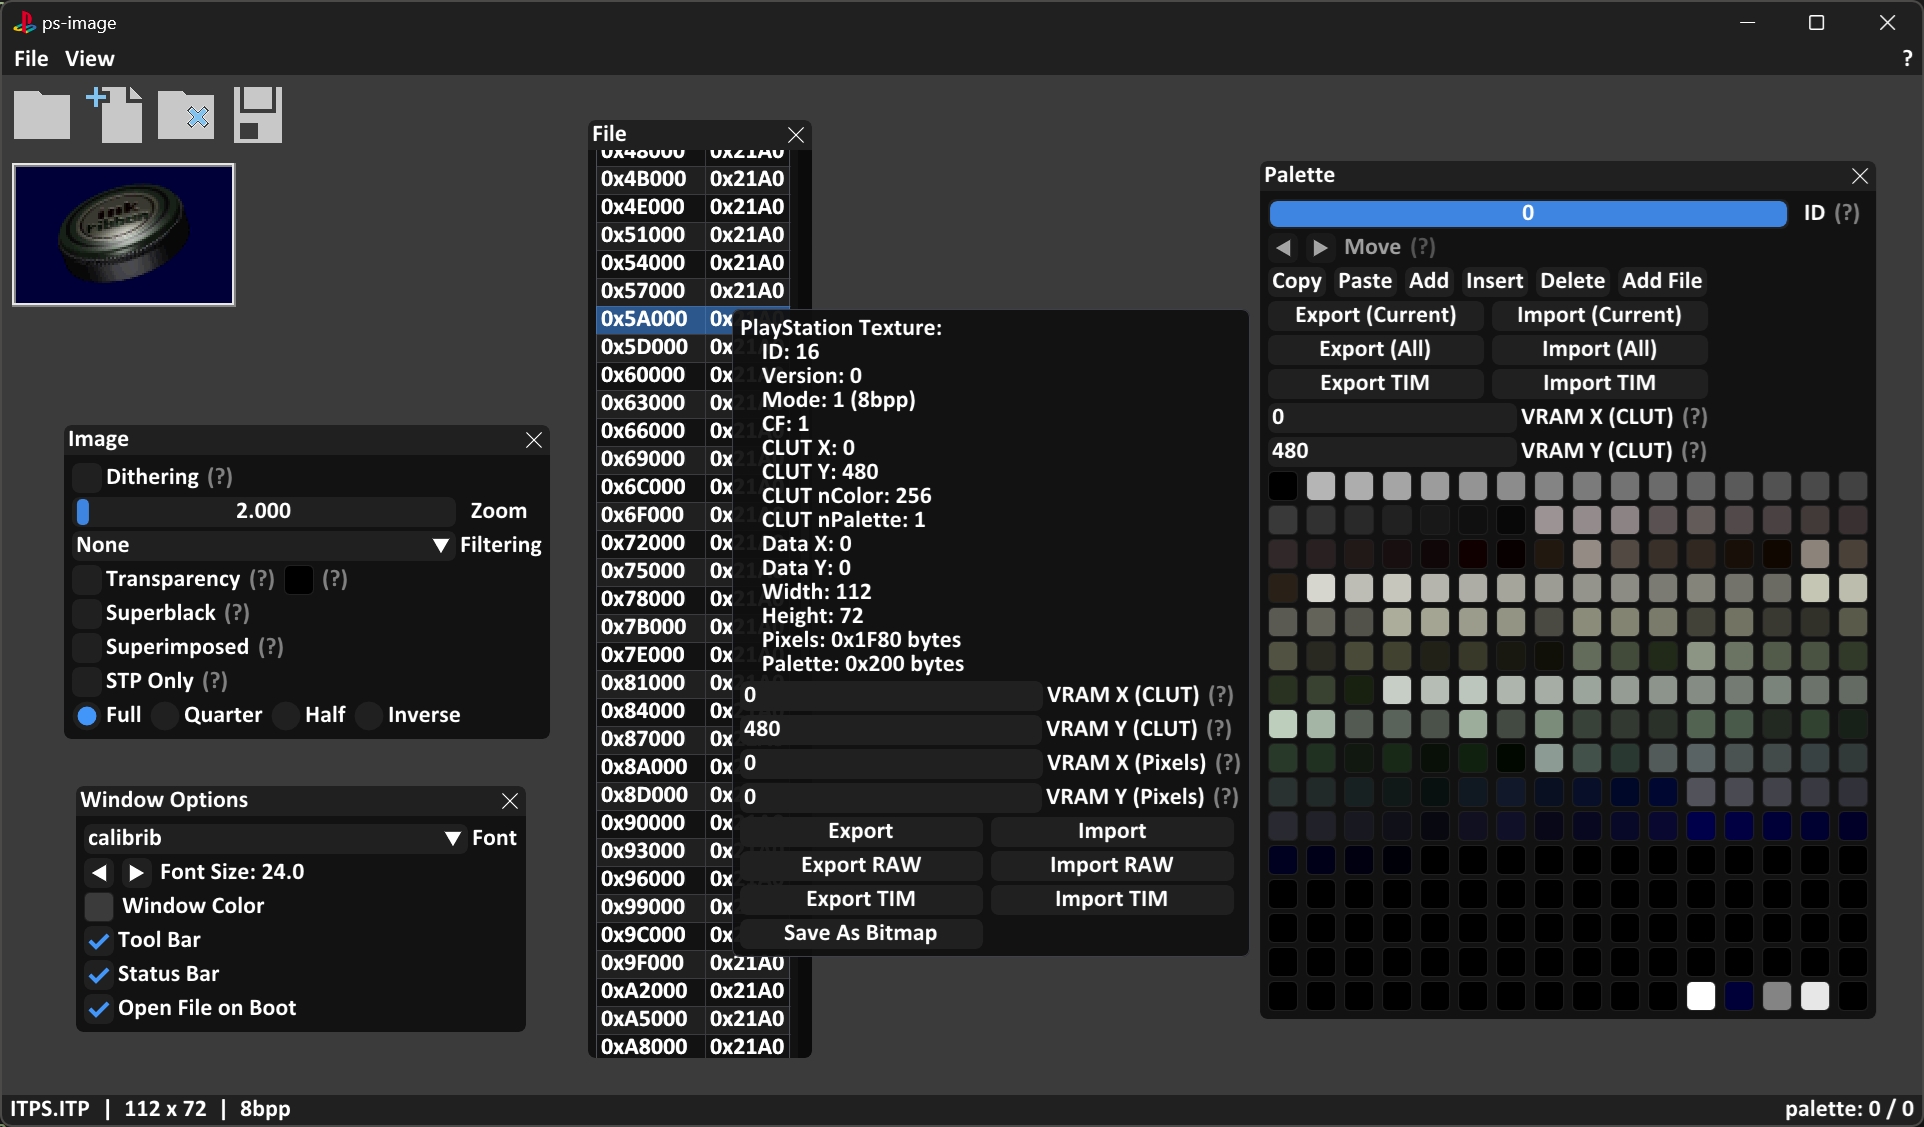 ps-image
File View ?
ink
ribbon
File
0x48000 0x21A0
0x4B000 0x21A0
0x4E000 0x21A0
0x51000 0x21A0
0x54000 0x21A0
0x57000 0x21A0
0x5A000 0x
0x5D000 0x
0x60000 0x
0x63000 0x
0x66000 0x
0x69000 0x
0x6C000 0x
0x6F000 0x
0x72000 0x
0x75000 0x
0x78000 0x
0x7B000 0x
0x7E000 0x
0x81000 0x
0x84000 0x
0x87000 0x
0x8A000 0x
0x8D000 0x
0x90000 0x
0x93000 0x
0x96000 0x
0x99000 0x
0x9C000 0x
0x9F000 0x21A0
0xA2000 0x21A0
0xA5000 0x21A0
0xA8000 0x21A0
PlayStation Texture:
ID: 16
Version: 0
Mode: 1 (8bpp)
CF: 1
CLUT X: 0
CLUT Y: 480
CLUT nColor: 256
CLUT nPalette: 1
Data X: 0
Data Y: 0
Width: 112
Height: 72
Pixels: 0x1F80 bytes
Palette: 0x200 bytes
0 VRAM X (CLUT) (?)
480 VRAM Y (CLUT) (?)
0 VRAM X (Pixels) (?)
0 VRAM Y (Pixels) (?)
Export Import
Export RAW Import RAW
Export TIM Import TIM
Save As Bitmap
Palette
0 ID (?)
Move (?)
Copy Paste Add Insert Delete Add File
Export (Current) Import (Current)
Export (All) Import (All)
Export TIM Import TIM
0 VRAM X (CLUT) (?)
480 VRAM Y (CLUT) (?)
Image
Dithering (?)
2.000 Zoom
None Filtering
Transparency (?) (?)
Superblack (?)
Superimposed (?)
STP Only (?)
Full Quarter Half Inverse
Window Options
calibrib Font
Font Size: 24.0
Window Color
Tool Bar
Status Bar
Open File on Boot
ITPS.ITP | 112 x 72 | 8bpp
palette: 0 / 0